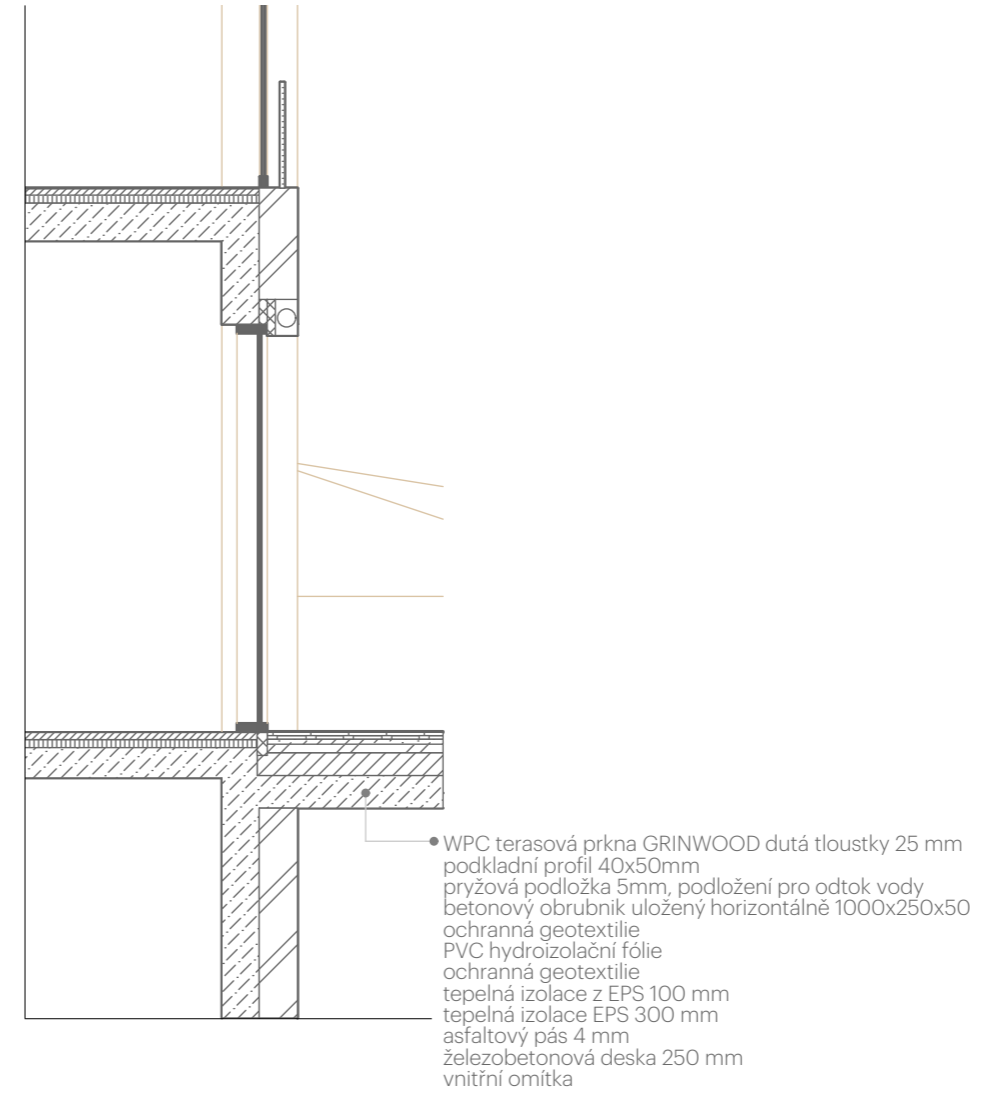 WPC terasová prkna GRINWOOD dutá tloustky 25 mm
podkladní profil 40x50mm
pryžová podložka 5mm, podložení pro odtok vody
betonový obrubnik uložený horizontálně 1000x250x50
ochranná geotextilie
PVC hydroizolační fólie
ochranná geotextilie
tepelná izolace z EPS 100 mm
tepelná izolace EPS 300 mm
asfaltový pás 4 mm
železobetonová deska 250 mm
vnitřní omítka